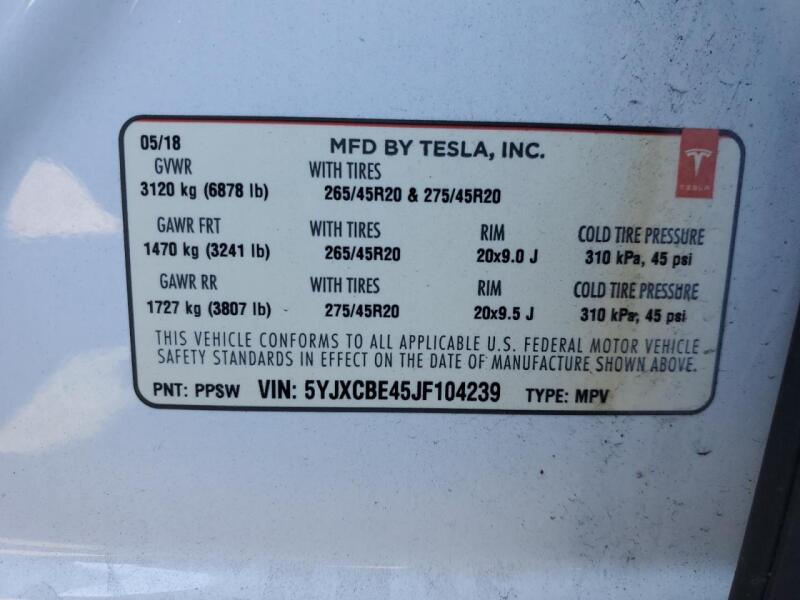 05/18 MFD BY TESLA, INC.
GVWR WITH TIRES
3120 kg (6878 lb) 265/45R20 & 275/45R20
TESLA
GAWR FRT WITH TIRES RIM COLD TIRE PRESSURE
1470 kg (3241 lb) 265/45R20 20x9.0 J 310 kPa, 45 psi
GAWR RR WITH TIRES RIM COLD TIRE PRESSURE
1727 kg (3807 lb) 275/45R20 20x9.5 J 310 kPa, 45 psi
THIS VEHICLE CONFORMS TO ALL APPLICABLE U.S. FEDERAL MOTOR VEHICLE
SAFETY STANDARDS IN EFFECT ON THE DATE OF MANUFACTURE SHOWN ABOVE.
PNT: PPSW VIN: 5YJXCBE45JF104239 TYPE: MPV